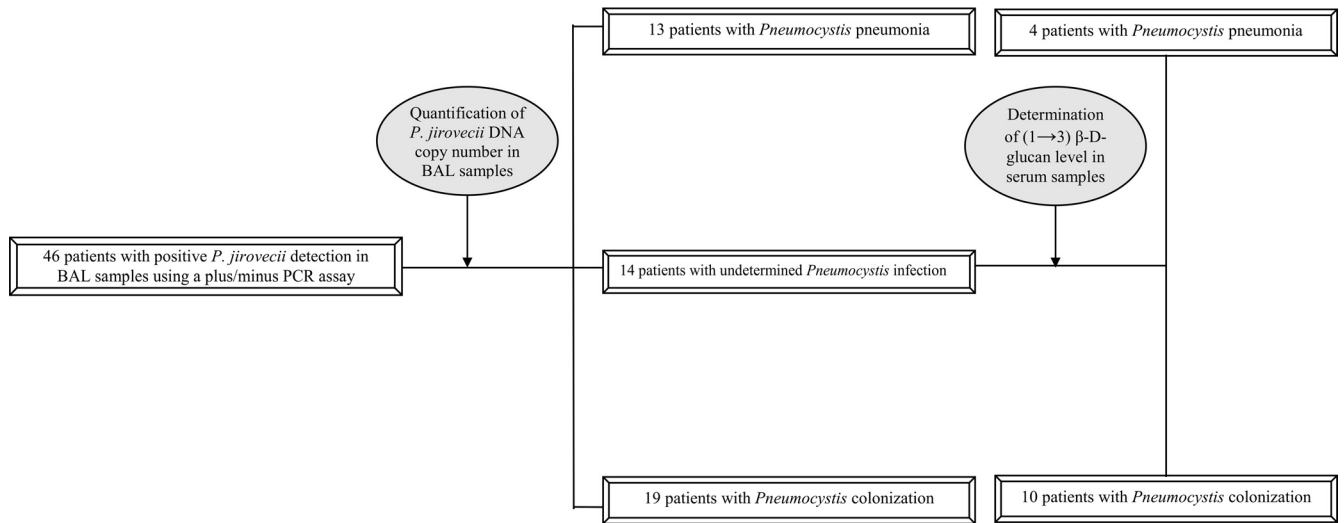 13 patients with Pneumocystis pneumonia
4 patients with Pneumocystis pneumonia
Quantification of
P. jirovecii DNA
copy number in
BAL samples
Determination
of (1→3) β-D-
glucan level in
serum samples
46 patients with positive P. jirovecii detection in
BAL samples using a plus/minus PCR assay
14 patients with undetermined Pneumocystis infection
19 patients with Pneumocystis colonization
10 patients with Pneumocystis colonization